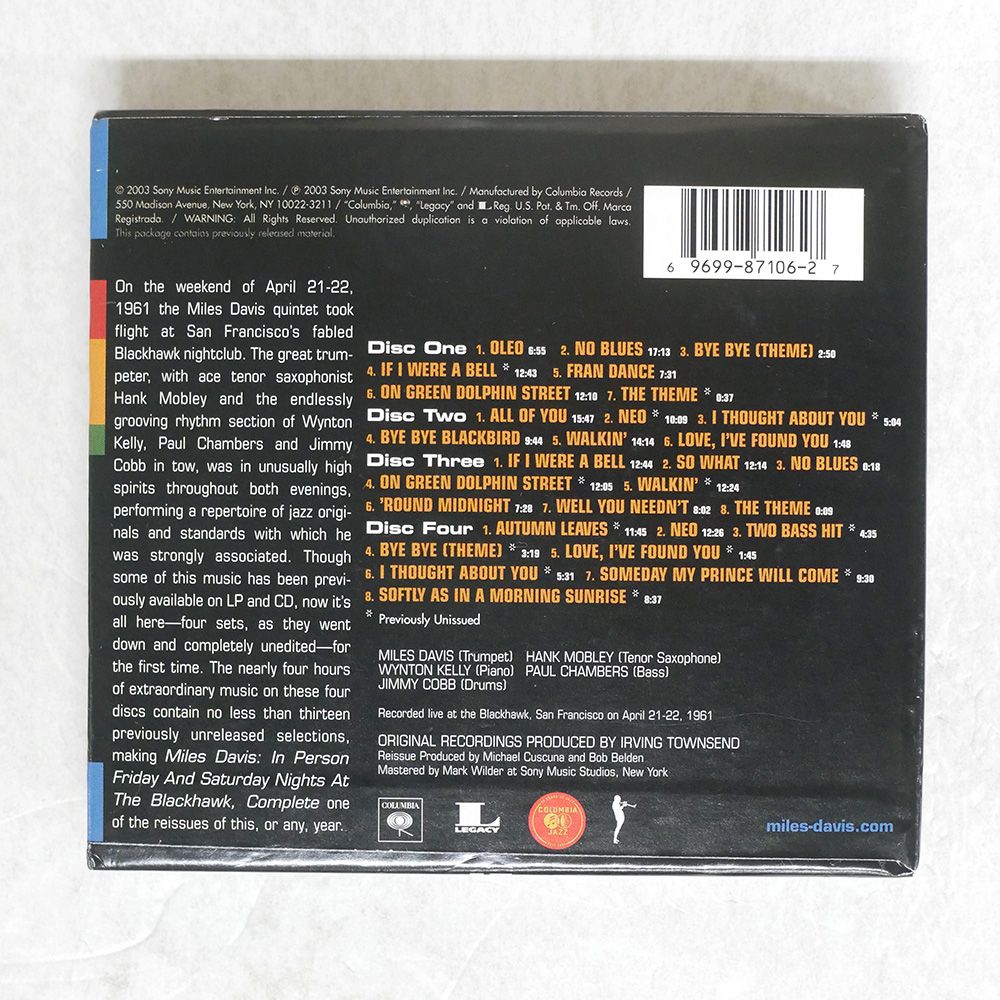 © 2003 Sony Music Entertainment Inc. / ℗ 2003 Sony Music Entertainment Inc. / Manufactured by Columbia Records /
550 Madison Avenue, New York, NY 10022-3211 / "Columbia," , "Legacy" and L Reg. U.S. Pat. & Tm. Off. Marca
Registrada. / WARNING: All Rights Reserved. Unauthorized duplication is a violation of applicable laws.
This package contains previously released material.
6 9699-87106-2 7
On the weekend of April 21-22,
1961 the Miles Davis quintet took
flight at San Francisco's fabled
Blackhawk nightclub. The great trum-
peter, with ace tenor saxophonist
Hank Mobley and the endlessly
grooving rhythm section of Wynton
Kelly, Paul Chambers and Jimmy
Cobb in tow, was in unusually high
spirits throughout both evenings,
performing a repertoire of jazz origi-
nals and standards with which he
was strongly associated. Though
some of this music has been previ-
ously available on LP and CD, now it's
all here—four sets, as they went
down and completely unedited—for
the first time. The nearly four hours
of extraordinary music on these four
discs contain no less than thirteen
previously unreleased selections,
making Miles Davis: In Person
Friday And Saturday Nights At
The Blackhawk, Complete one
of the reissues of this, or any, year.
Disc One 1. OLEO 6:55 2. NO BLUES 17:13 3. BYE BYE (THEME) 2:50
4. IF I WERE A BELL * 12:43 5. FRAN DANCE 7:31
6. ON GREEN DOLPHIN STREET 12:10 7. THE THEME * 0:37
Disc Two 1. ALL OF YOU 15:47 2. NEO * 10:09 3. I THOUGHT ABOUT YOU * 5:04
4. BYE BYE BLACKBIRD 9:44 5. WALKIN' 14:14 6. LOVE, I'VE FOUND YOU 1:48
Disc Three 1. IF I WERE A BELL 12:44 2. SO WHAT 12:14 3. NO BLUES 0:18
4. ON GREEN DOLPHIN STREET * 12:05 5. WALKIN' * 12:24
6. 'ROUND MIDNIGHT 7:28 7. WELL YOU NEEDN'T 8:02 8. THE THEME 0:09
Disc Four 1. AUTUMN LEAVES * 11:45 2. NEO 12:26 3. TWO BASS HIT * 4:35
4. BYE BYE (THEME) * 3:19 5. LOVE, I'VE FOUND YOU * 1:45
6. I THOUGHT ABOUT YOU * 5:31 7. SOMEDAY MY PRINCE WILL COME * 9:30
8. SOFTLY AS IN A MORNING SUNRISE * 8:37
* Previously Unissued
MILES DAVIS (Trumpet) HANK MOBLEY (Tenor Saxophone)
WYNTON KELLY (Piano) PAUL CHAMBERS (Bass)
JIMMY COBB (Drums)
Recorded live at the Blackhawk, San Francisco on April 21-22, 1961
ORIGINAL RECORDINGS PRODUCED BY IRVING TOWNSEND
Reissue Produced by Michael Cuscuna and Bob Belden
Mastered by Mark Wilder at Sony Music Studios, New York
COLUMBIA
L
LEGACY
COLUMBIA
JAZZ
miles-davis.com